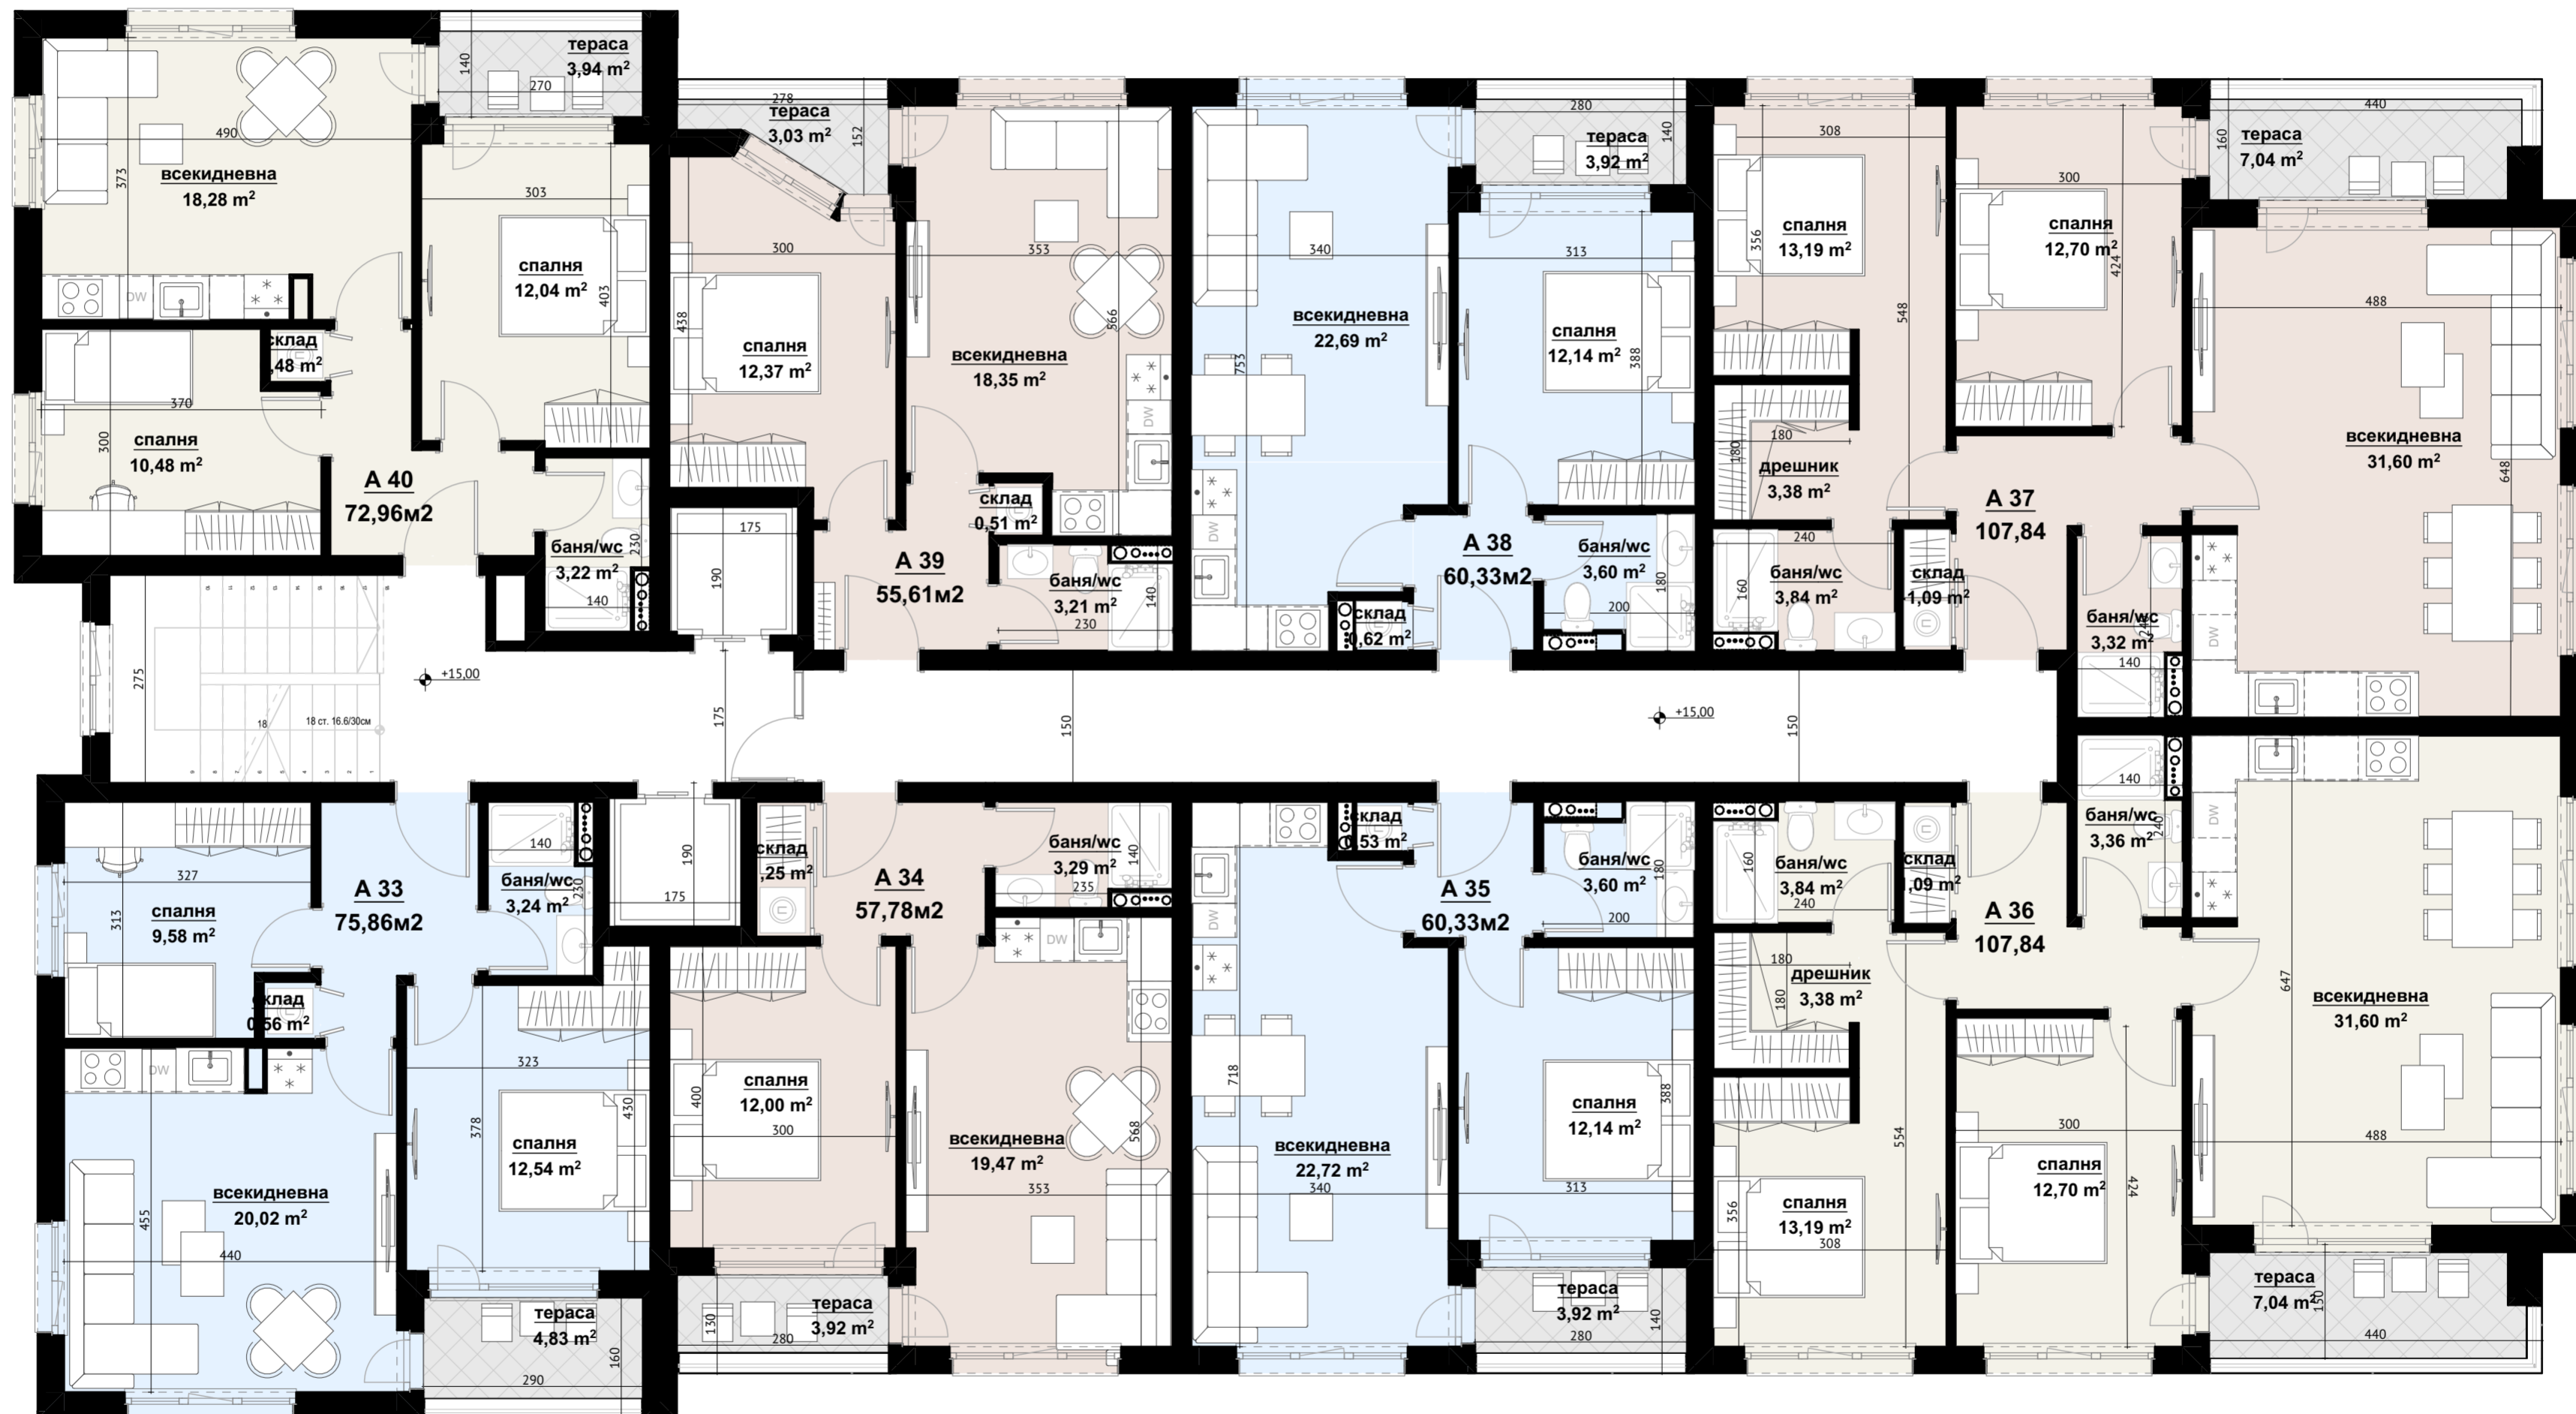 тераса
3,94 m²
140
270
490
373
всекидневна
18,28 m²
303
спалня
12,04 m²
403
DW
склад
,48 m²
370
300
спалня
10,48 m²
А 40
72,96м2
баня/wc
3,22 m²
230
140
278
тераса
3,03 m²
152
300
438
спалня
12,37 m²
353
566
всекидневна
18,35 m²
DW
склад
0,51 m²
А 39
55,61м2
баня/wc
3,21 m²
140
230
175
190
280
тераса
3,92 m²
140
340
753
всекидневна
22,69 m²
313
спалня
12,14 m²
388
DW
А 38
60,33м2
баня/wc
3,60 m²
180
200
склад
0,62 m²
308
356
спалня
13,19 m²
548
300
спалня
12,70 m²
424
180
180
дрешник
3,38 m²
240
160
баня/wc
3,84 m²
склад
1,09 m²
А 37
107,84
баня/wc
3,32 m²
140
440
160
тераса
7,04 m²
488
всекидневна
31,60 m²
648
DW
275
+15,00
18
18 ст. 16.6/30см
175
150
+15,00
150
327
313
спалня
9,58 m²
А 33
75,86м2
140
баня/wc
3,24 m²
230
склад
0,56 m²
DW
455
всекидневна
20,02 m²
440
323
378
430
спалня
12,54 m²
тераса
4,83 m²
160
290
190
175
склад
,25 m²
А 34
57,78м2
баня/wc
3,29 m²
140
235
DW
400
спалня
12,00 m²
300
568
всекидневна
19,47 m²
353
130
тераса
3,92 m²
280
склад
,53 m²
DW
А 35
60,33м2
баня/wc
3,60 m²
180
200
718
всекидневна
22,72 m²
340
388
спалня
12,14 m²
313
тераса
3,92 m²
140
280
160
баня/wc
3,84 m²
240
склад
,09 m²
А 36
107,84
140
баня/wc
3,36 m²
240
DW
180
180
дрешник
3,38 m²
356
554
спалня
13,19 m²
308
300
спалня
12,70 m²
424
647
всекидневна
31,60 m²
488
тераса
7,04 m²
150
440